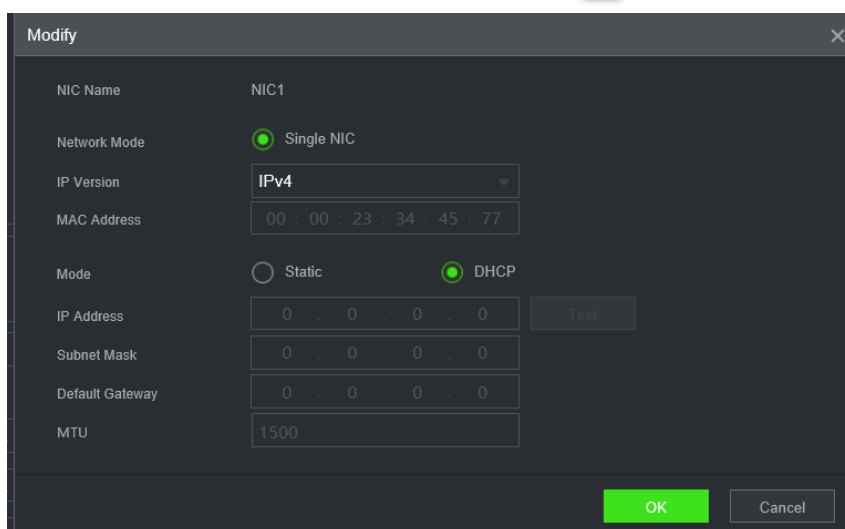 Modify
NIC Name NIC1
Network Mode Single NIC
IP Version IPv4
MAC Address 00 : 00 : 23 : 34 : 45 : 77
Mode Static DHCP
IP Address 0 . 0 . 0 . 0 Test
Subnet Mask 0 . 0 . 0 . 0
Default Gateway 0 . 0 . 0 . 0
MTU 1500
OK Cancel